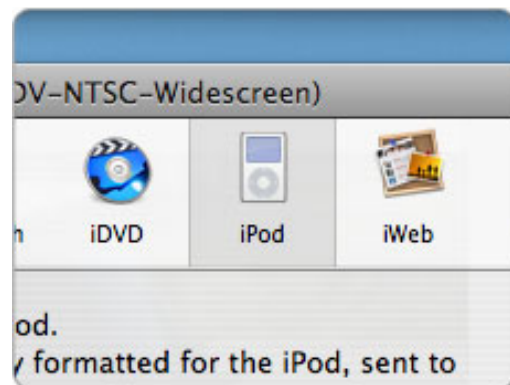 DV-NTSC-Widescreen)
iDVD iPod iWeb
od.
formatted for the iPod, sent to